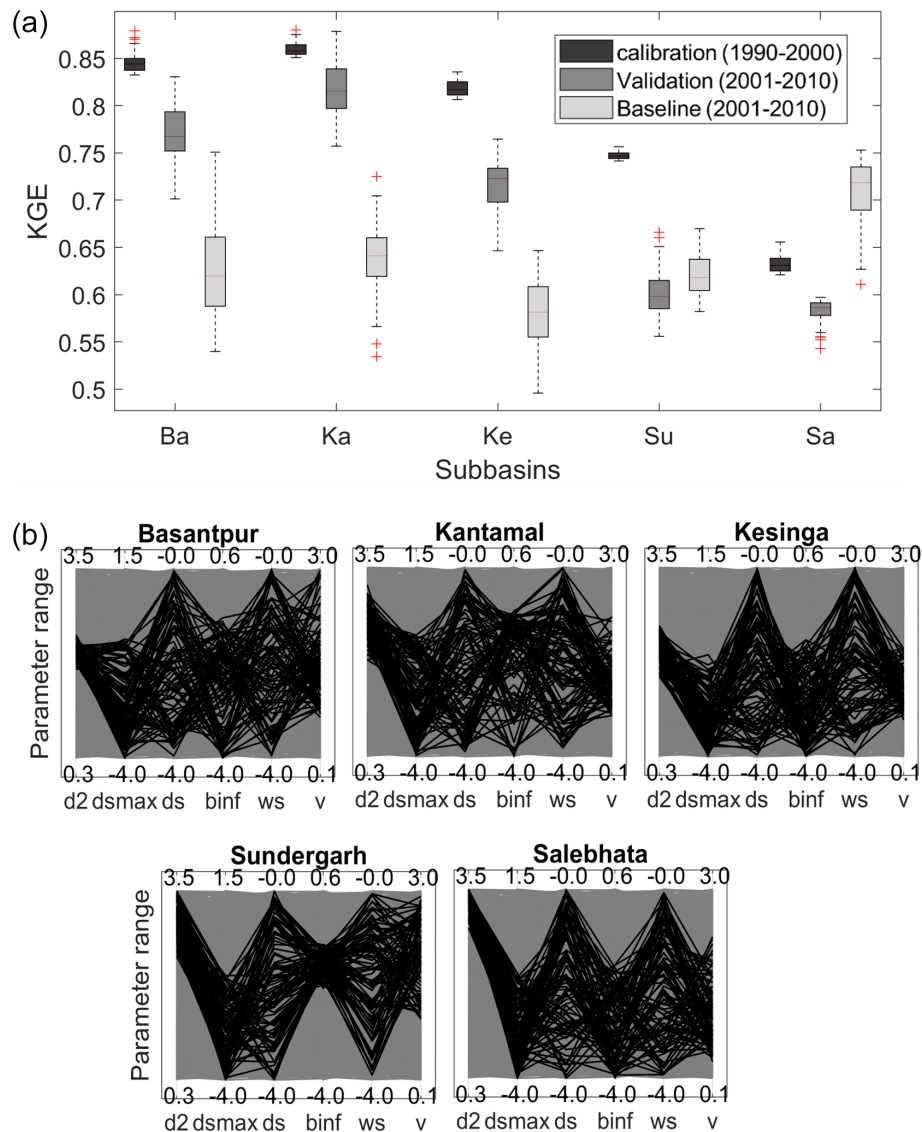 (a)
0.85
0.8
0.75
0.7
0.65
0.6
0.55
0.5
KGE
calibration (1990-2000)
Validation (2001-2010)
Baseline (2001-2010)
Ba Ka Ke Su Sa
Subbasins
(b)
Basantpur Kantamal Kesinga
3.5 1.5 -0.0 0.6 -0.0 3.0 3.5 1.5 -0.0 0.6 -0.0 3.0 3.5 1.5 -0.0 0.6 -0.0 3.0
Parameter range
0.3 -4.0 -4.0 -4.0 -4.0 0.1 0.3 -4.0 -4.0 -4.0 -4.0 0.1 0.3 -4.0 -4.0 -4.0 -4.0 0.1
d2 dsmax ds binf ws v d2 dsmax ds binf ws v d2 dsmax ds binf ws v
Sundergarh Salebhata
3.5 1.5 -0.0 0.6 -0.0 3.0 3.5 1.5 -0.0 0.6 -0.0 3.0
Parameter range
0.3 -4.0 -4.0 -4.0 -4.0 0.1 0.3 -4.0 -4.0 -4.0 -4.0 0.1
d2 dsmax ds binf ws v d2 dsmax ds binf ws v